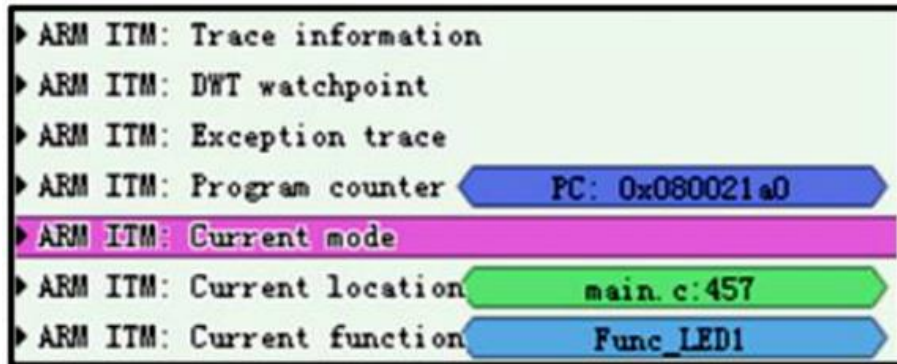 ARM ITM: Trace information
ARM ITM: DWT watchpoint
ARM ITM: Exception trace
ARM ITM: Program counter PC: 0x080021a0
ARM ITM: Current mode
ARM ITM: Current location main.c:457
ARM ITM: Current function Func_LED1